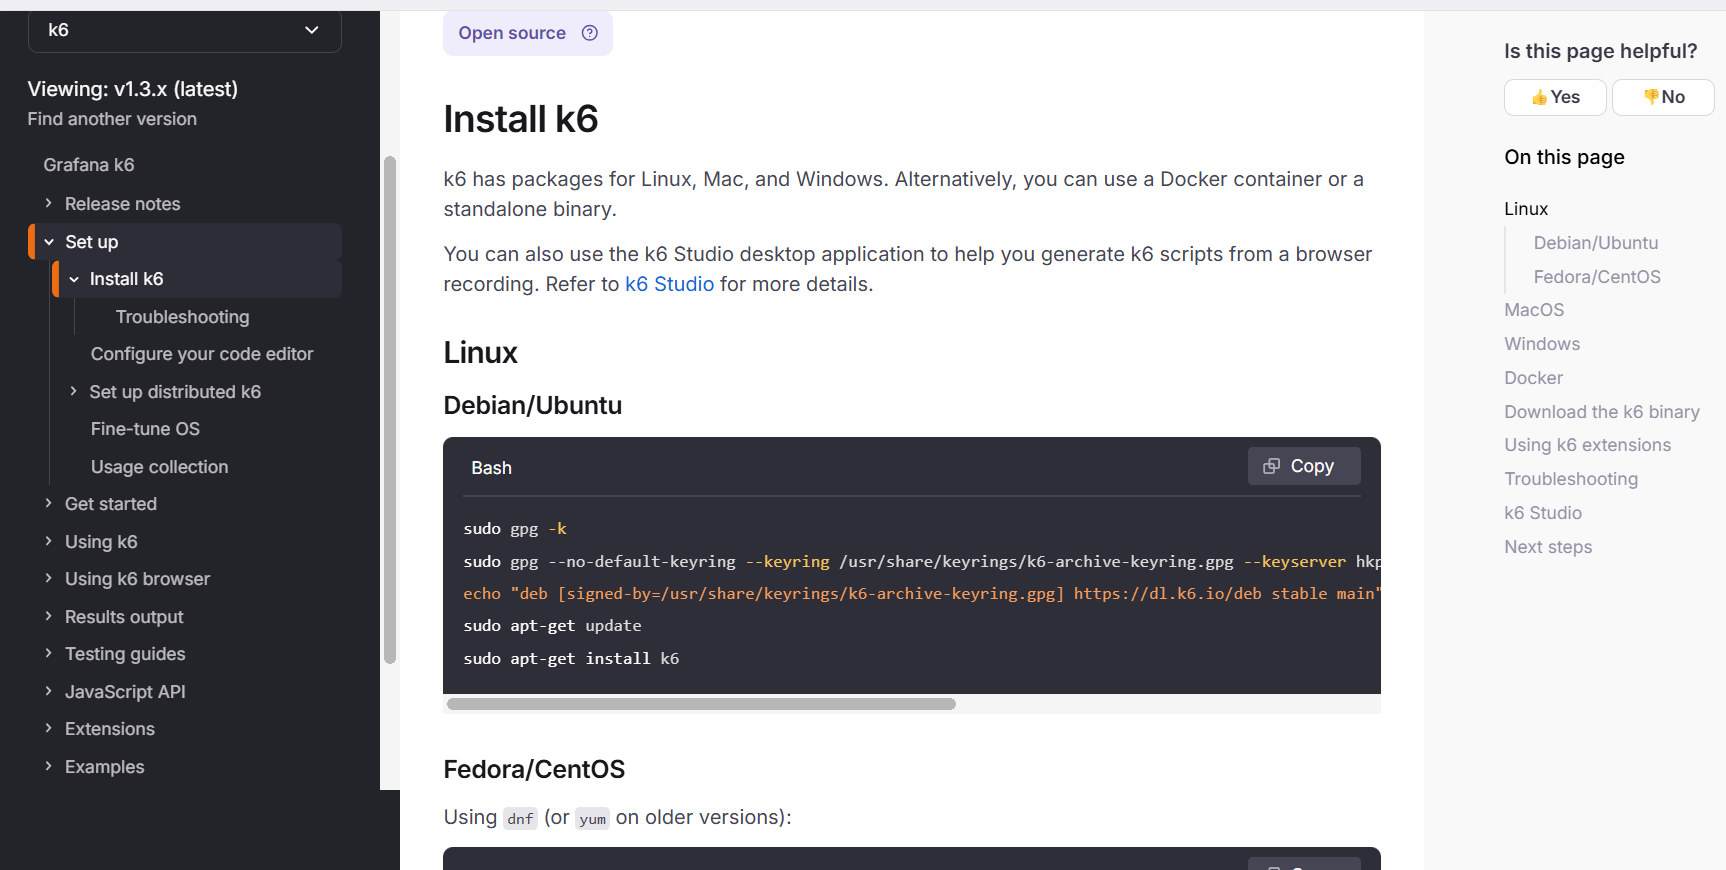 k6
Viewing: v1.3.x (latest)
Find another version
Grafana k6
Release notes
Set up
Install k6
Troubleshooting
Configure your code editor
Set up distributed k6
Fine-tune OS
Usage collection
Get started
Using k6
Using k6 browser
Results output
Testing guides
JavaScript API
Extensions
Examples
Open source
Install k6
k6 has packages for Linux, Mac, and Windows. Alternatively, you can use a Docker container or a
standalone binary.
You can also use the k6 Studio desktop application to help you generate k6 scripts from a browser
recording. Refer to k6 Studio for more details.
Linux
Debian/Ubuntu
Bash
Copy
sudo gpg -k
sudo gpg --no-default-keyring --keyring /usr/share/keyrings/k6-archive-keyring.gpg --keyserver hkp
echo "deb [signed-by=/usr/share/keyrings/k6-archive-keyring.gpg] https://dl.k6.io/deb stable main"
sudo apt-get update
sudo apt-get install k6
Fedora/CentOS
Using dnf (or yum on older versions):
Is this page helpful?
👍Yes
👎No
On this page
Linux
Debian/Ubuntu
Fedora/CentOS
MacOS
Windows
Docker
Download the k6 binary
Using k6 extensions
Troubleshooting
k6 Studio
Next steps